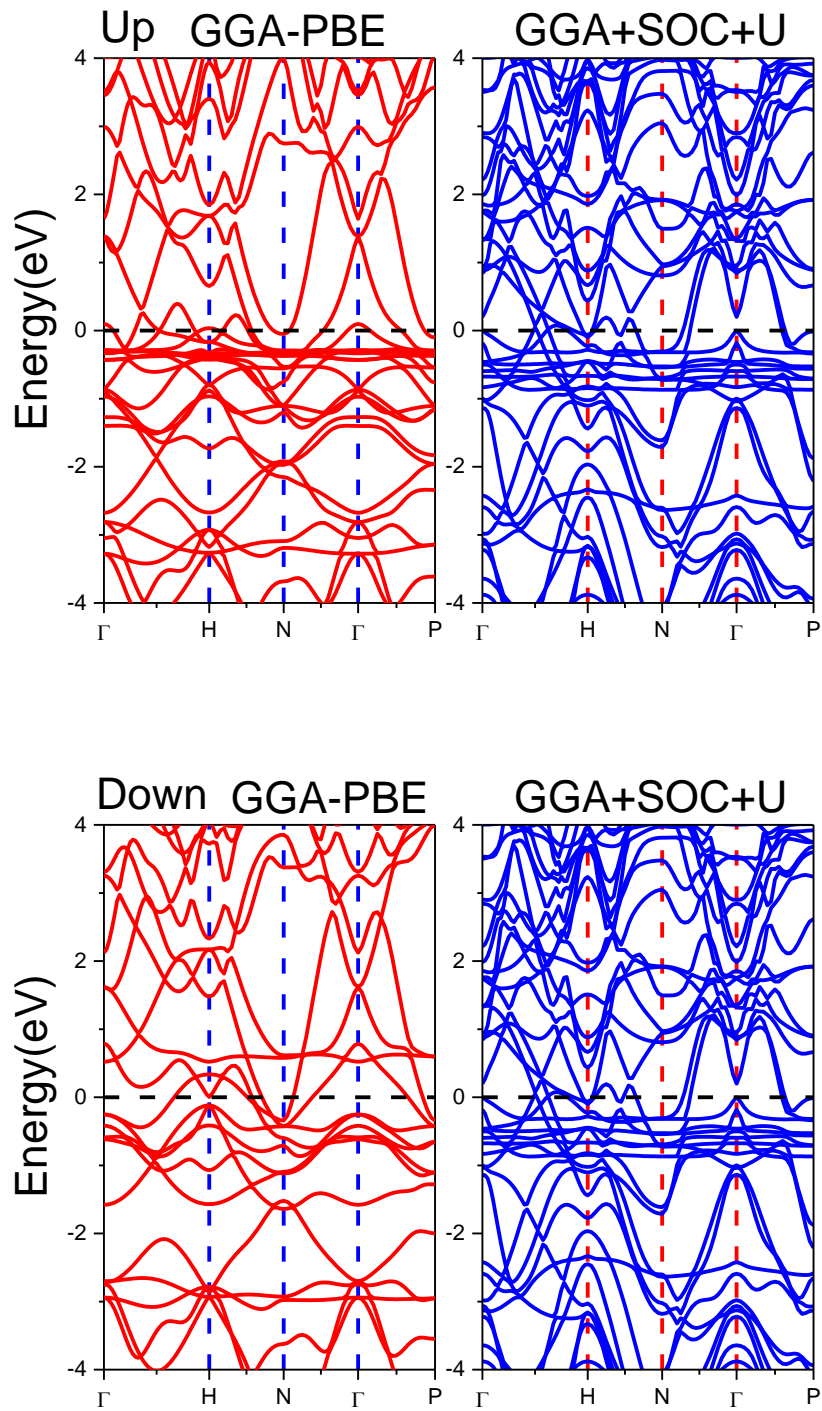 Up GGA-PBE GGA+SOC+U
4
2
0
-2
-4
Energy(eV)
Γ H N Γ P Γ H N Γ P
Down GGA-PBE GGA+SOC+U
4
2
0
-2
-4
Energy(eV)
Γ H N Γ P Γ H N Γ P